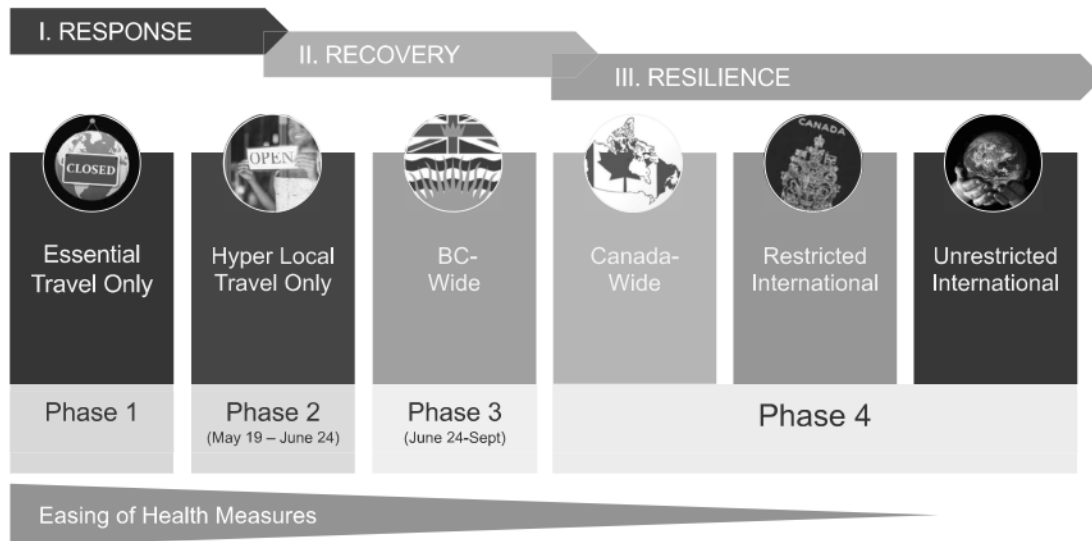 I. RESPONSE
II. RECOVERY
III. RESILIENCE
CLOSED
OPEN
CANADA
Essential
Travel Only
Hyper Local
Travel Only
BC-
Wide
Canada-
Wide
Restricted
International
Unrestricted
International
Phase 1
Phase 2
(May 19 – June 24)
Phase 3
(June 24-Sept)
Phase 4
Easing of Health Measures